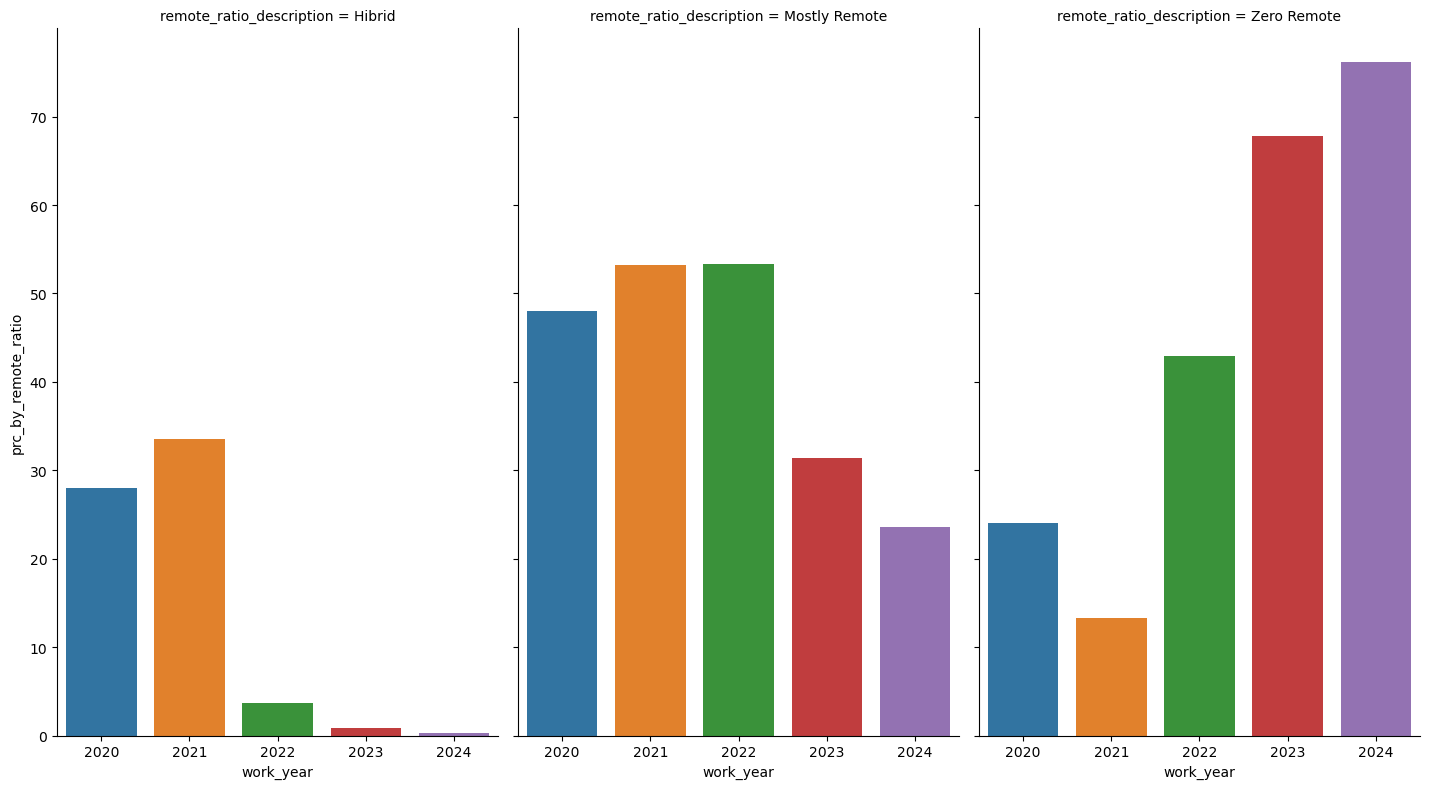 remote_ratio_description = Hibrid
remote_ratio_description = Mostly Remote
remote_ratio_description = Zero Remote
prc_by_remote_ratio
70
60
50
40
30
20
10
0
2020 2021 2022 2023 2024
work_year
2020 2021 2022 2023 2024
work_year
2020 2021 2022 2023 2024
work_year